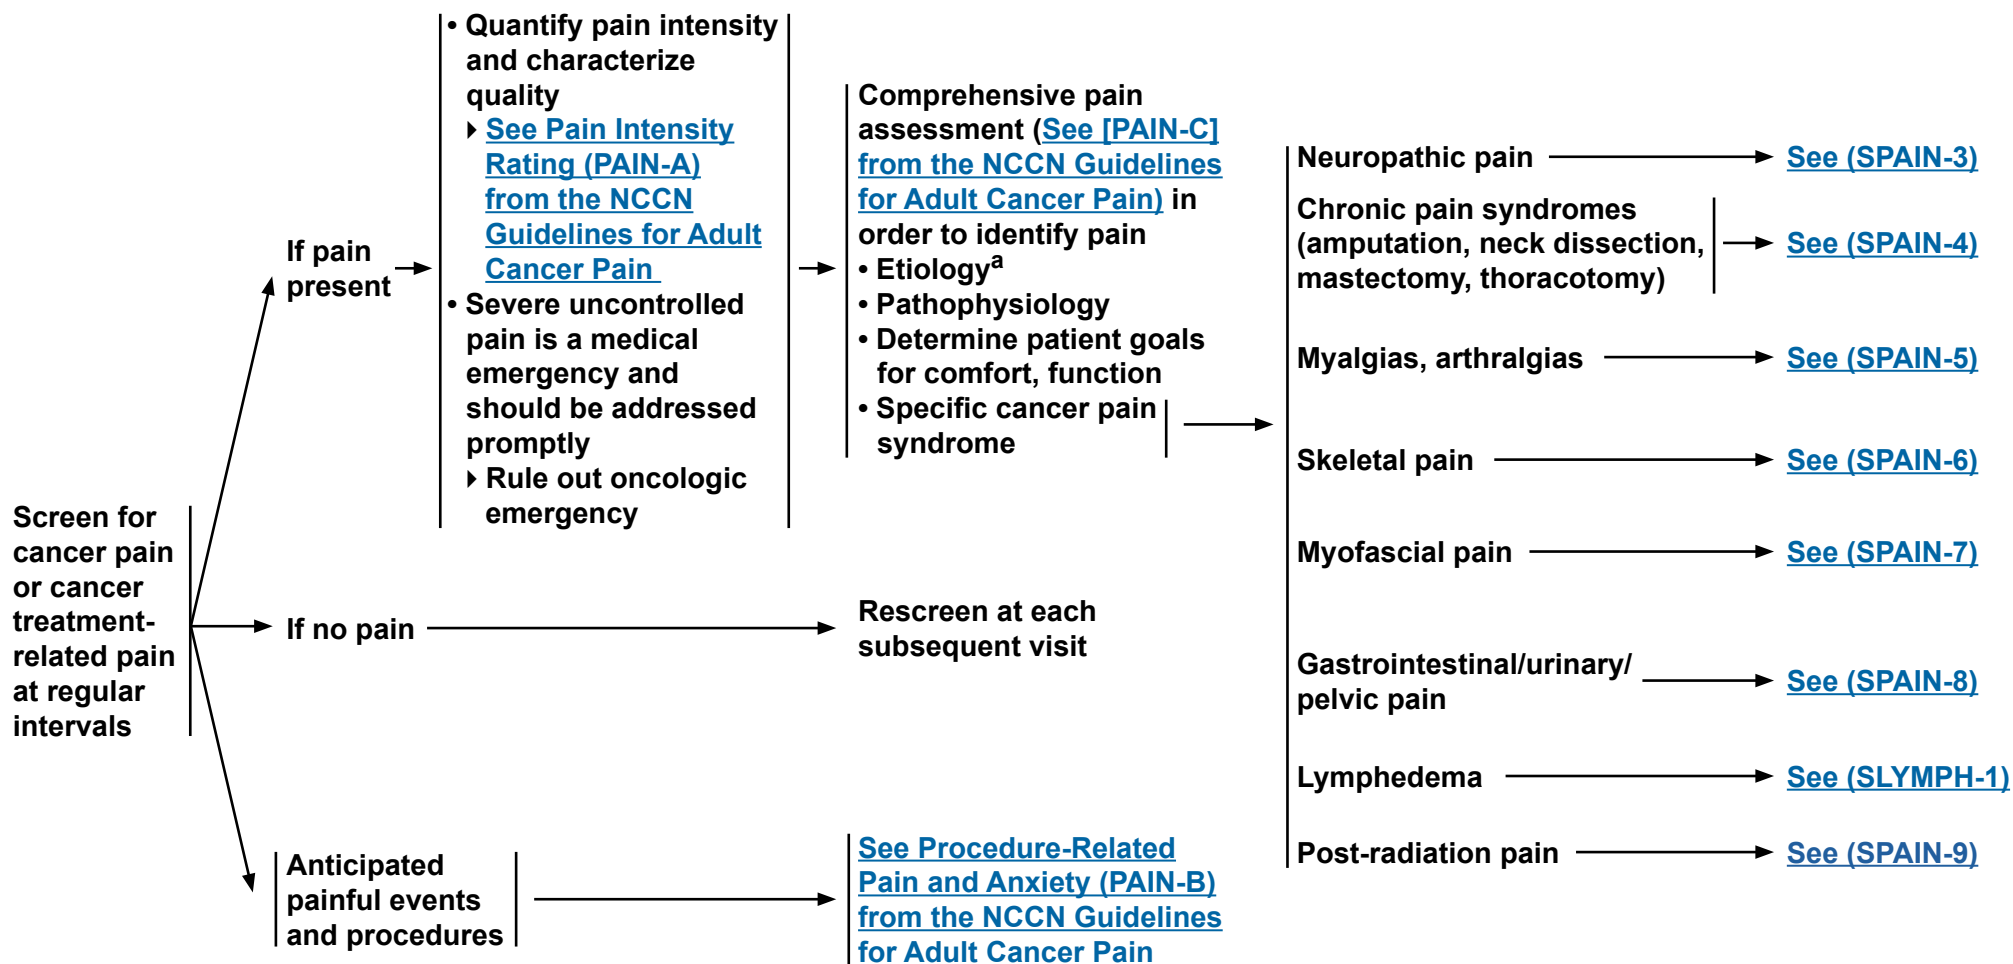 Screen for
cancer pain
or cancer
treatment-
related pain
at regular
intervals
If pain
present
• Quantify pain intensity
and characterize
quality
▸ See Pain Intensity
Rating (PAIN-A)
from the NCCN
Guidelines for Adult
Cancer Pain
• Severe uncontrolled
pain is a medical
emergency and
should be addressed
promptly
▸ Rule out oncologic
emergency
Comprehensive pain
assessment (See [PAIN-C]
from the NCCN Guidelines
for Adult Cancer Pain) in
order to identify pain
• Etiologya
• Pathophysiology
• Determine patient goals
for comfort, function
• Specific cancer pain
syndrome
Neuropathic pain
See (SPAIN-3)
Chronic pain syndromes
(amputation, neck dissection,
mastectomy, thoracotomy)
See (SPAIN-4)
Myalgias, arthralgias
See (SPAIN-5)
Skeletal pain
See (SPAIN-6)
Myofascial pain
See (SPAIN-7)
Gastrointestinal/urinary/
pelvic pain
See (SPAIN-8)
Lymphedema
See (SLYMPH-1)
Post-radiation pain
See (SPAIN-9)
If no pain
Rescreen at each
subsequent visit
Anticipated
painful events
and procedures
See Procedure-Related
Pain and Anxiety (PAIN-B)
from the NCCN Guidelines
for Adult Cancer Pain